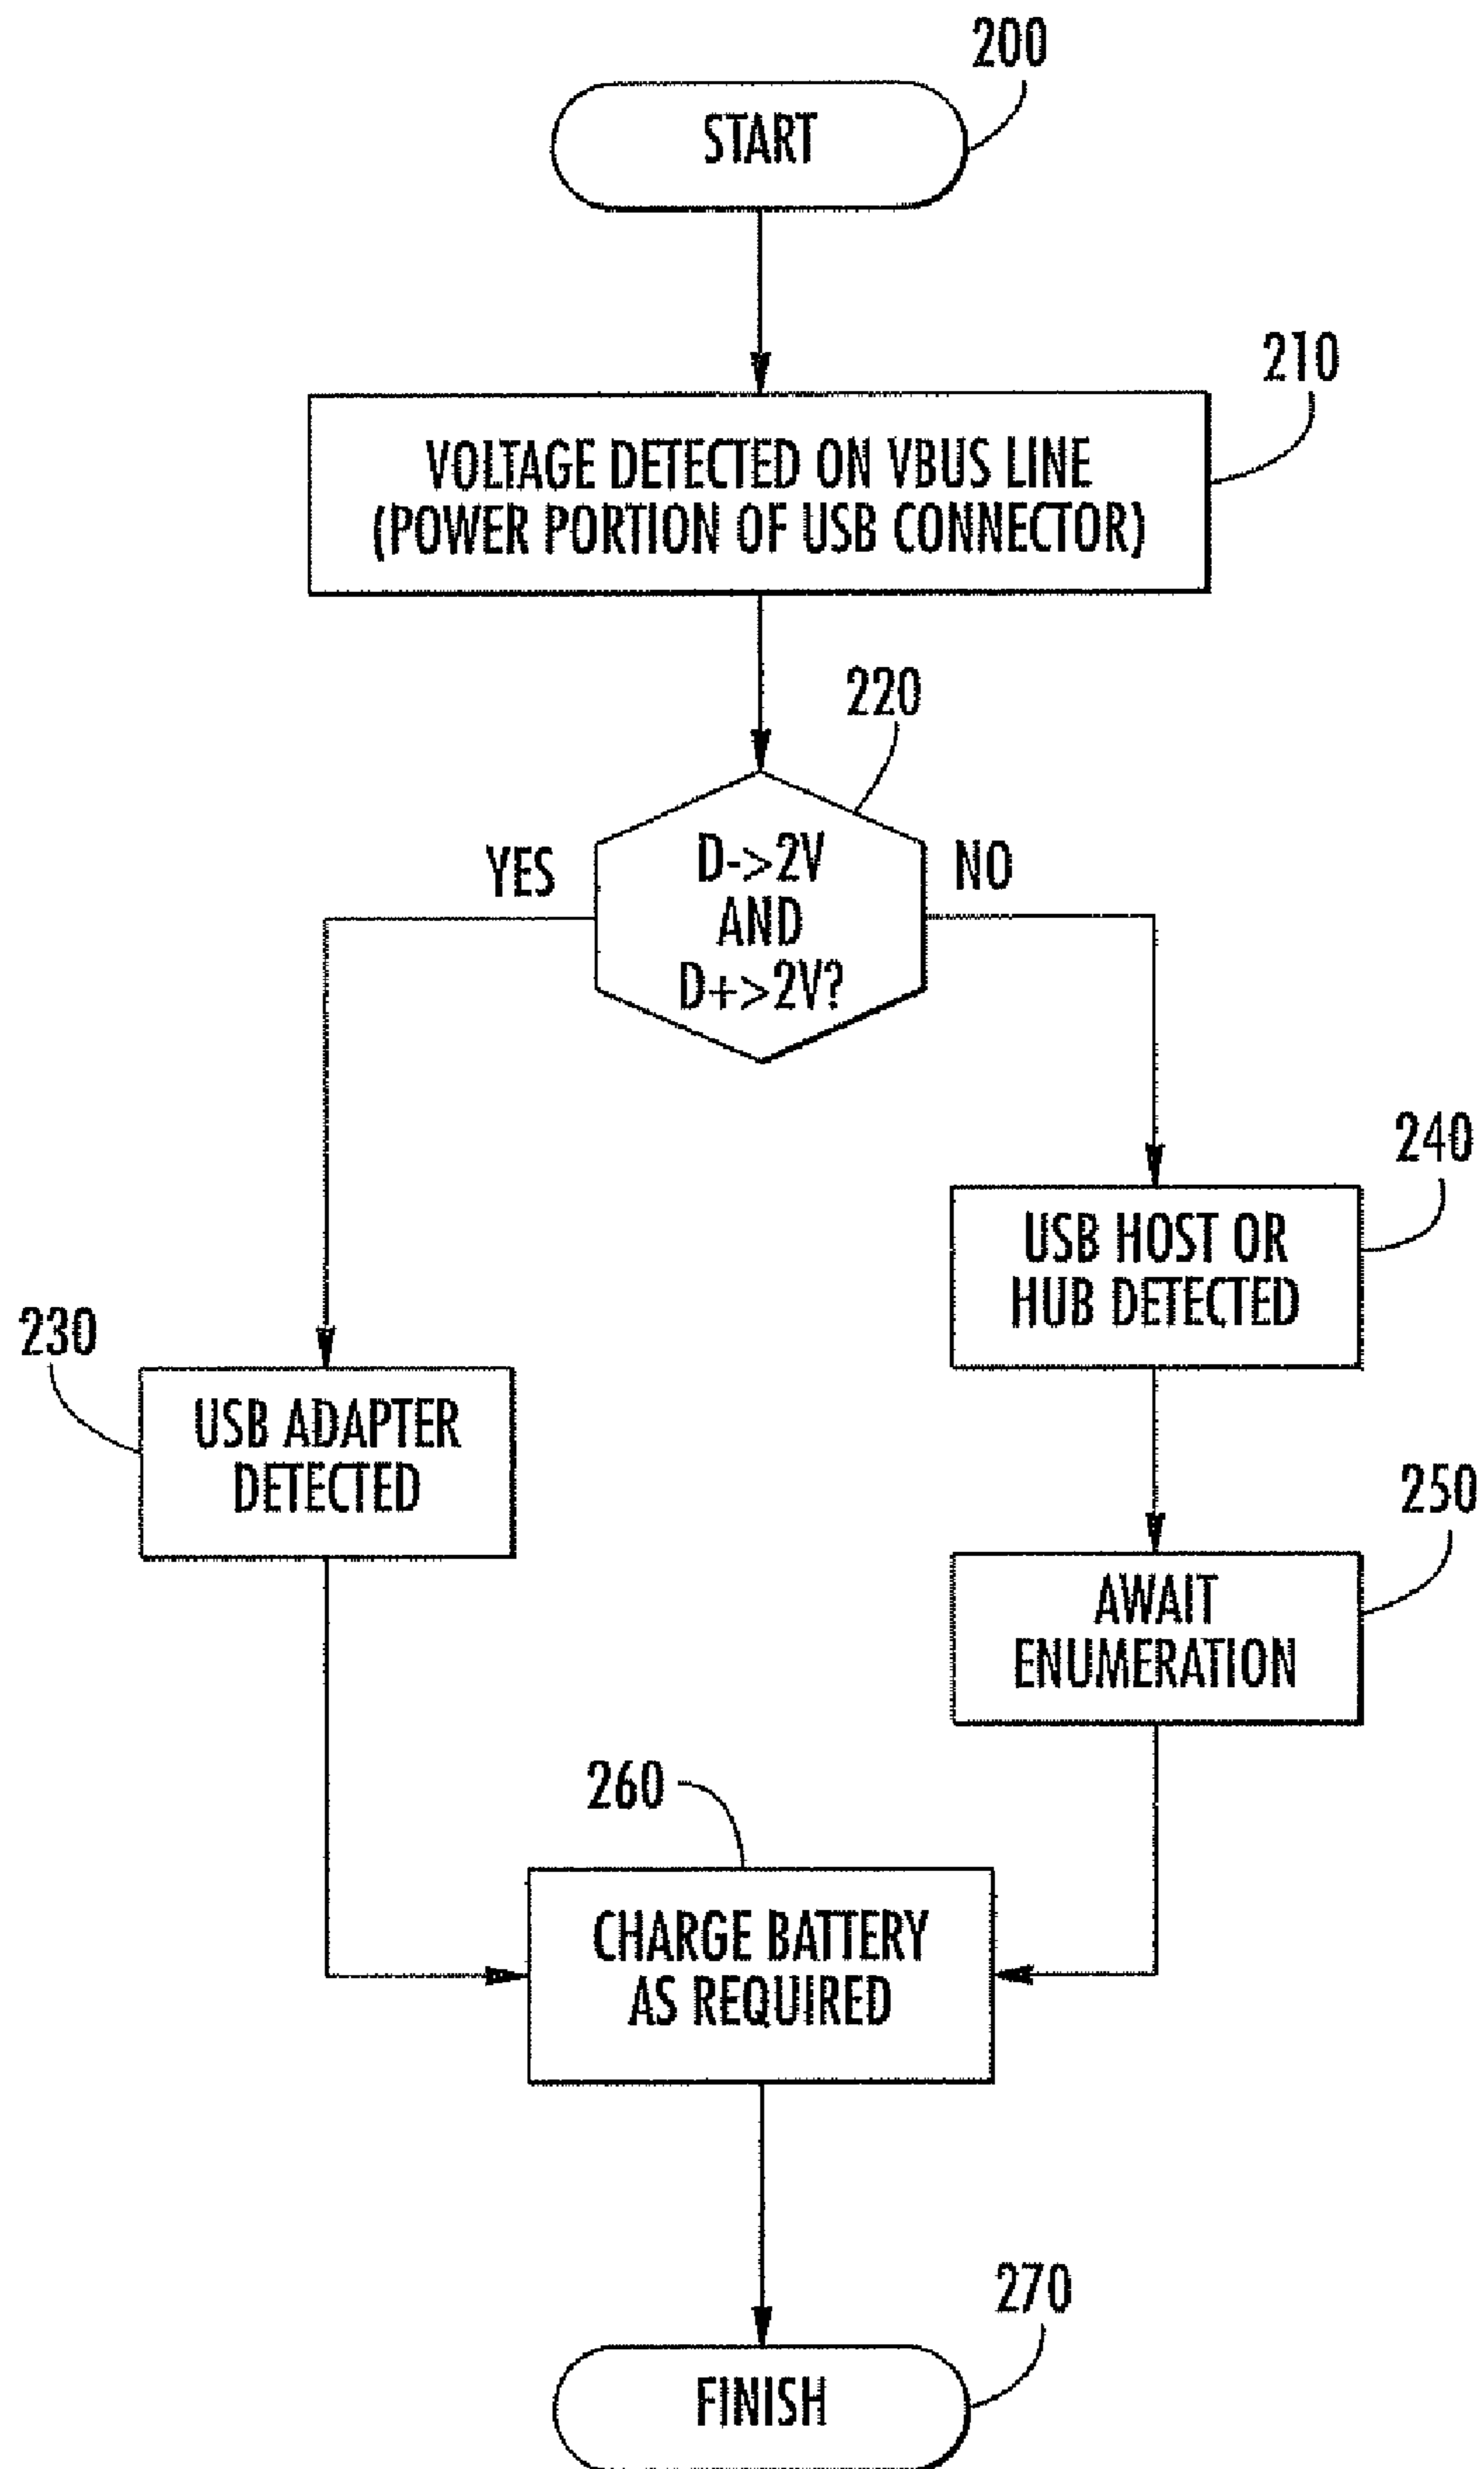 200
START
210
VOLTAGE DETECTED ON VBUS LINE
(POWER PORTION OF USB CONNECTOR)
220
YES
D->2V
AND
D+>2V?
NO
240
USB HOST OR
HUB DETECTED
230
USB ADAPTER
DETECTED
250
AWAIT
ENUMERATION
260
CHARGE BATTERY
AS REQUIRED
270
FINISH